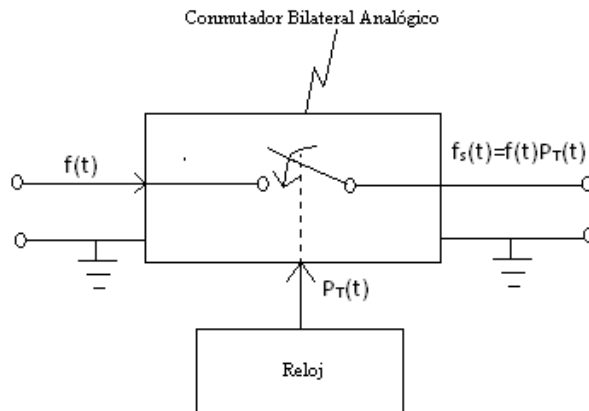 Conmutador Bilateral Analógico
f(t)
fs(t)=f(t)PT(t)
PT(t)
Reloj